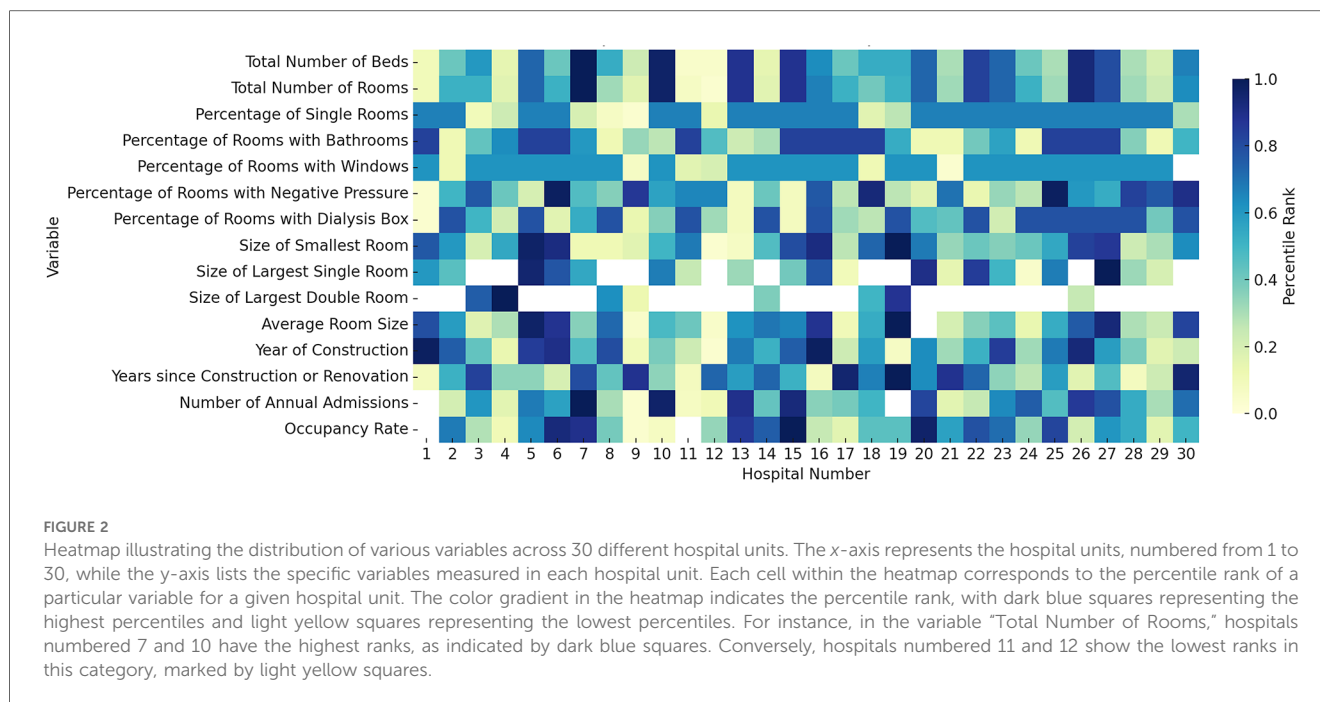 Total Number of Beds
Total Number of Rooms
Percentage of Single Rooms
Percentage of Rooms with Bathrooms
Percentage of Rooms with Windows
Percentage of Rooms with Negative Pressure
Percentage of Rooms with Dialysis Box
Size of Smallest Room
Size of Largest Single Room
Size of Largest Double Room
Average Room Size
Year of Construction
Years since Construction or Renovation
Number of Annual Admissions
Occupancy Rate
Variable
1 2 3 4 5 6 7 8 9 10 11 12 13 14 15 16 17 18 19 20 21 22 23 24 25 26 27 28 29 30
Hospital Number
1.0
0.8
0.6
0.4
0.2
0.0
Percentile Rank
FIGURE 2
Heatmap illustrating the distribution of various variables across 30 different hospital units. The x-axis represents the hospital units, numbered from 1 to
30, while the y-axis lists the specific variables measured in each hospital unit. Each cell within the heatmap corresponds to the percentile rank of a
particular variable for a given hospital unit. The color gradient in the heatmap indicates the percentile rank, with dark blue squares representing the
highest percentiles and light yellow squares representing the lowest percentiles. For instance, in the variable “Total Number of Rooms,” hospitals
numbered 7 and 10 have the highest ranks, as indicated by dark blue squares. Conversely, hospitals numbered 11 and 12 show the lowest ranks in
this category, marked by light yellow squares.